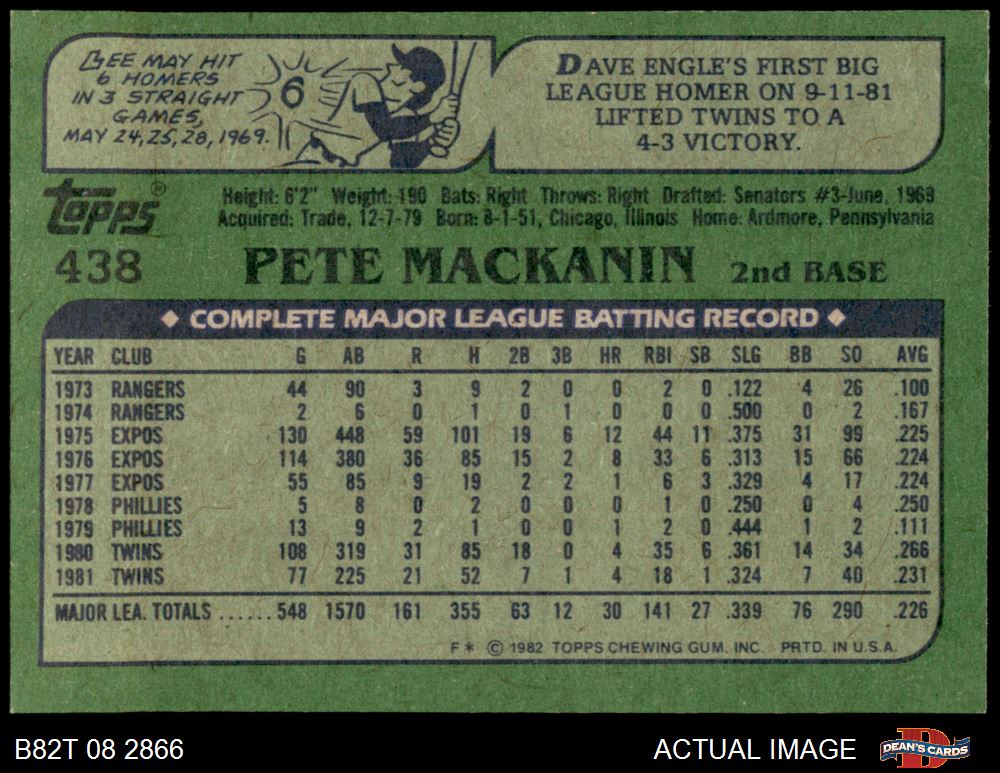 LEE MAY HIT
6 HOMERS
IN 3 STRAIGHT
GAMES,
MAY 24, 25, 28, 1969.
6
DAVE ENGLE'S FIRST BIG
LEAGUE HOMER ON 9-11-81
LIFTED TWINS TO A
4-3 VICTORY.
Topps®
Height: 6'2" Weight: 190 Bats: Right Throws: Right Drafted: Senators #3-June, 1969
Acquired: Trade, 12-7-79 Born: 8-1-51, Chicago, Illinois Home: Ardmore, Pennsylvania
438 PETE MACKANIN 2nd BASE
◆ COMPLETE MAJOR LEAGUE BATTING RECORD ◆
YEAR CLUB G AB R H 2B 3B HR RBI SB SLG BB SO AVG
1973 RANGERS 44 90 3 9 2 0 0 2 0 .122 4 26 .100
1974 RANGERS 2 6 0 1 0 1 0 0 0 .500 0 2 .167
1975 EXPOS 130 448 59 101 19 6 12 44 11 .375 31 99 .225
1976 EXPOS 114 380 36 85 15 2 8 33 6 .313 15 66 .224
1977 EXPOS 55 85 9 19 2 2 1 6 3 .329 4 17 .224
1978 PHILLIES 5 8 0 2 0 0 0 1 0 .250 0 4 .250
1979 PHILLIES 13 9 2 1 0 0 1 2 0 .444 1 2 .111
1980 TWINS 108 319 31 85 18 0 4 35 6 .361 14 34 .266
1981 TWINS 77 225 21 52 7 1 4 18 1 .324 7 40 .231
MAJOR LEA. TOTALS ...... 548 1570 161 355 63 12 30 141 27 .339 76 290 .226
F* © 1982 TOPPS CHEWING GUM, INC. PRTD. IN U.S.A.
B82T 08 2866 ACTUAL IMAGE DEAN'S CARDS